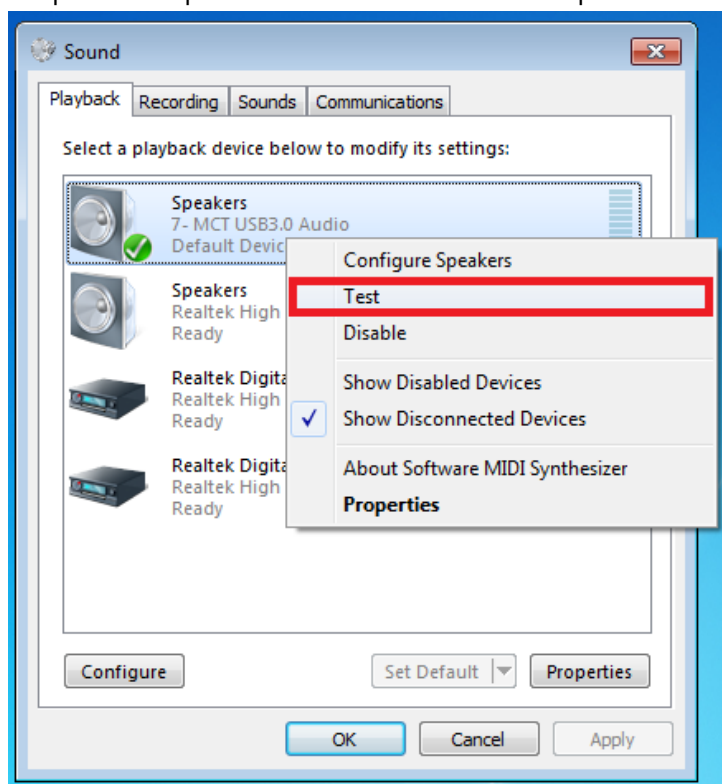 Sound
Playback Recording Sounds Communications
Select a playback device below to modify its settings:
Speakers
7- MCT USB3.0 Audio
Default Devic
Configure Speakers
Speakers
Test
Realtek High
Ready
Disable
Realtek Digita
Show Disabled Devices
Realtek High
Ready
Show Disconnected Devices
Realtek Digita
About Software MIDI Synthesizer
Realtek High
Ready
Properties
Configure Set Default Properties
OK Cancel Apply